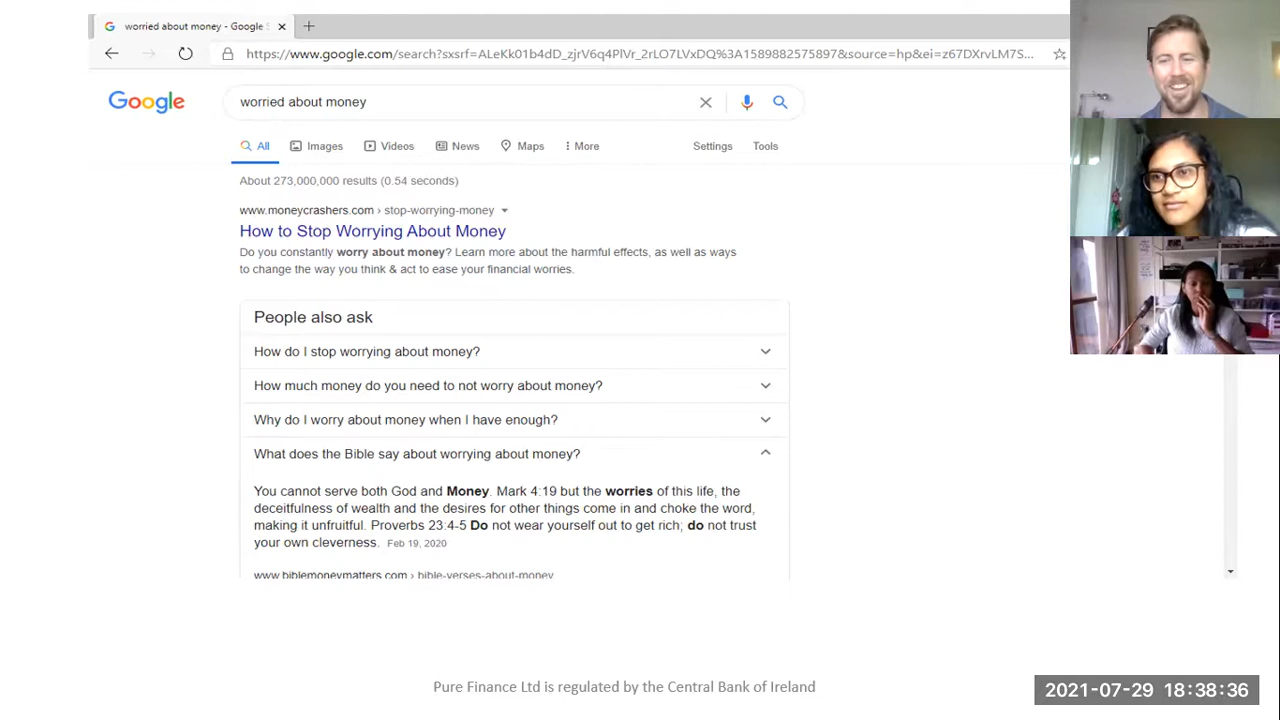 worried about money - Google S
https://www.google.com/search?sxsrf=ALeKk01b4dD_zjrV6q4PlVr_2rLO7LVxDQ%3A1589882575897&source=hp&ei=z67DXrvLM7S...
Google
worried about money
All Images Videos News Maps More Settings Tools
About 273,000,000 results (0.54 seconds)
www.moneycrashers.com › stop-worrying-money
How to Stop Worrying About Money
Do you constantly worry about money? Learn more about the harmful effects, as well as ways
to change the way you think & act to ease your financial worries.
People also ask
How do I stop worrying about money?
How much money do you need to not worry about money?
Why do I worry about money when I have enough?
What does the Bible say about worrying about money?
You cannot serve both God and Money. Mark 4:19 but the worries of this life, the
deceitfulness of wealth and the desires for other things come in and choke the word,
making it unfruitful. Proverbs 23:4-5 Do not wear yourself out to get rich; do not trust
your own cleverness. Feb 19, 2020
www.biblemoneymatters.com › bible-verses-about-money
Pure Finance Ltd is regulated by the Central Bank of Ireland
2021-07-29 18:38:36